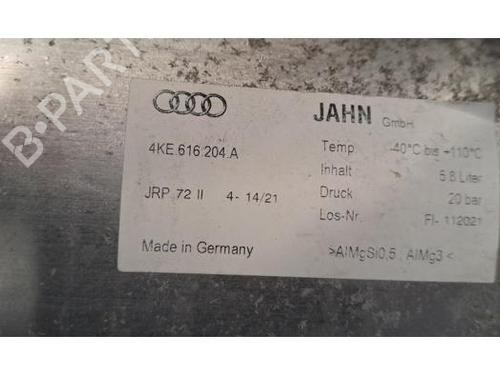 JAHN GmbH
4KE.616.204.A
Temp -40°C bis +110°C
Inhalt 5,8 Liter
JRP 72 II 4- 14/21
Druck 20 bar
Los-Nr. FI- 112021
Made in Germany
>AlMgSi0,5 , AlMg3<
B-PARTS